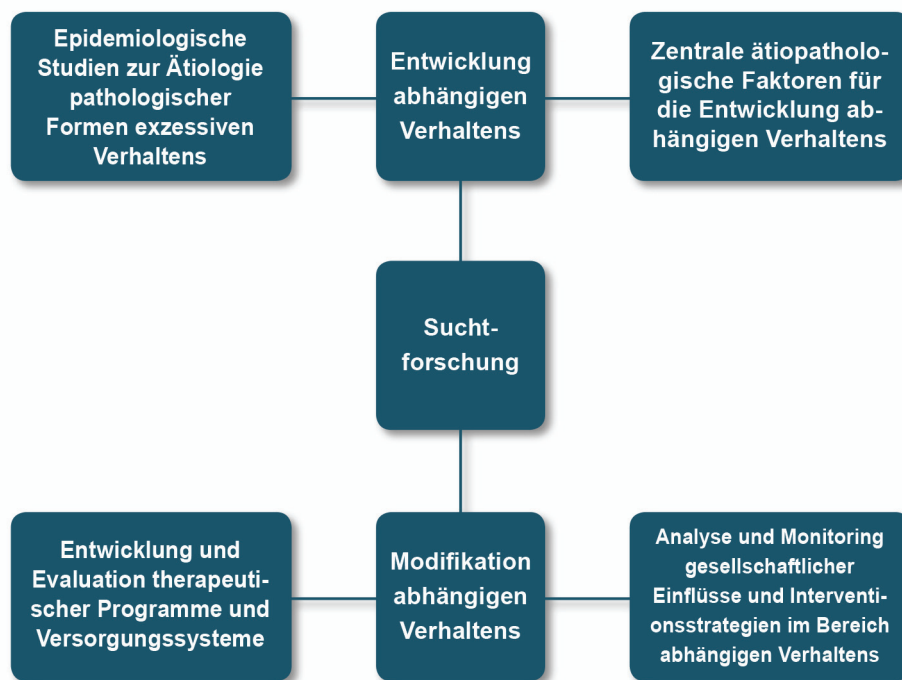 Epidemiologische
Studien zur Ätiologie
pathologischer
Formen exzessiven
Verhaltens
Entwicklung
abhängigen
Verhaltens
Zentrale ätiopatholo-
gische Faktoren für
die Entwicklung ab-
hängigen Verhaltens
Sucht-
forschung
Entwicklung und
Evaluation therapeuti-
scher Programme und
Versorgungssysteme
Modifikation
abhängigen
Verhaltens
Analyse und Monitoring
gesellschaftlicher
Einflüsse und Interventi-
onsstrategien im Bereich
abhängigen Verhaltens